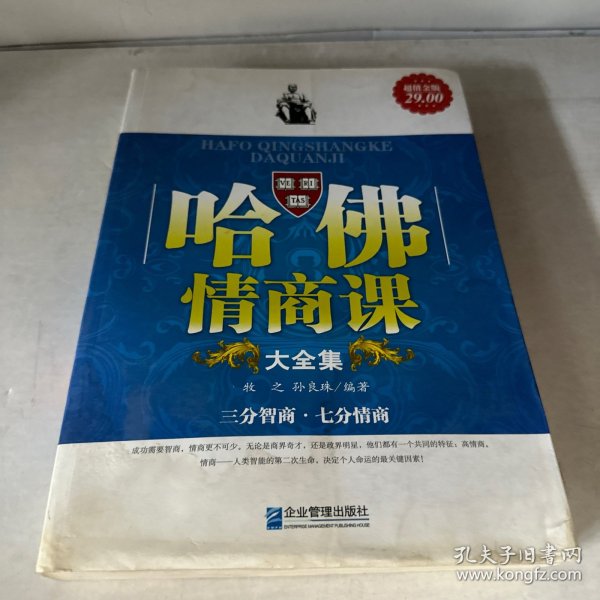 超值金版
29.00
HAFO QINGSHANGKE
DAQUANJI
VE RI
TAS
哈佛
情商课
大全集
牧 之 孙良珠/编著
三分智商·七分情商
成功需要智商，情商更不可少。无论是商界奇才，还是政界明星，他们都有一个共同的特征：高情商。
情商——人类智能的第二次生命，决定个人命运的最关键因素！
企业管理出版社
ENTERPRISE MANAGEMENT PUBLISHING HOUSE
孔夫子旧书网
www.kongfz.com